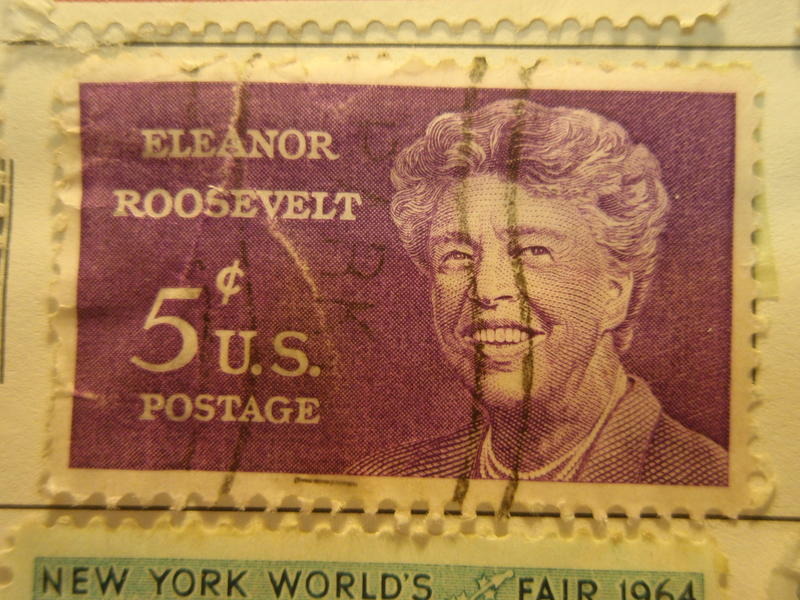 ELEANOR
ROOSEVELT
5¢
U.S.
POSTAGE
NEW YORK WORLD'S FAIR 1964